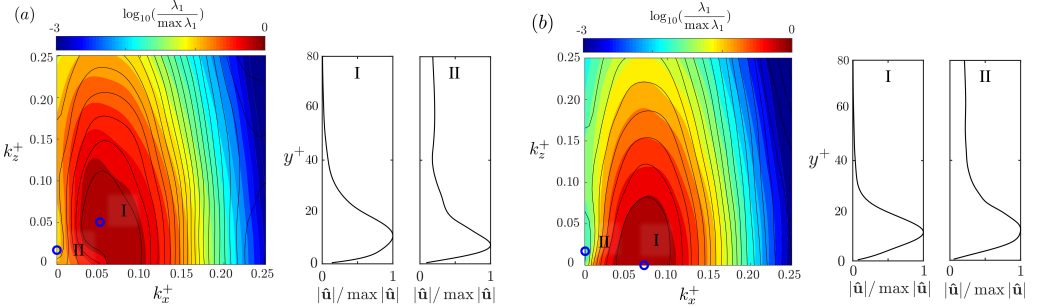 (a)
log₁₀(λ₁ / max λ₁)
-3 0
0.25
0.20
0.15
k_z^+
0.10
0.05
0
I
II
0 0.05 0.10 0.15 0.20 0.25
k_x^+
80
60
y^+ 40
20
0
I
0 1
|û|/ max |û|
II
0 1
|û|/ max |û|
(b)
log₁₀(λ₁ / max λ₁)
-3 0
0.25
0.20
0.15
k_z^+
0.10
0.05
0
II
I
0 0.05 0.10 0.15 0.20 0.25
k_x^+
80
60
y^+ 40
20
0
I
0 1
|û|/ max |û|
II
0 1
|û|/ max |û|